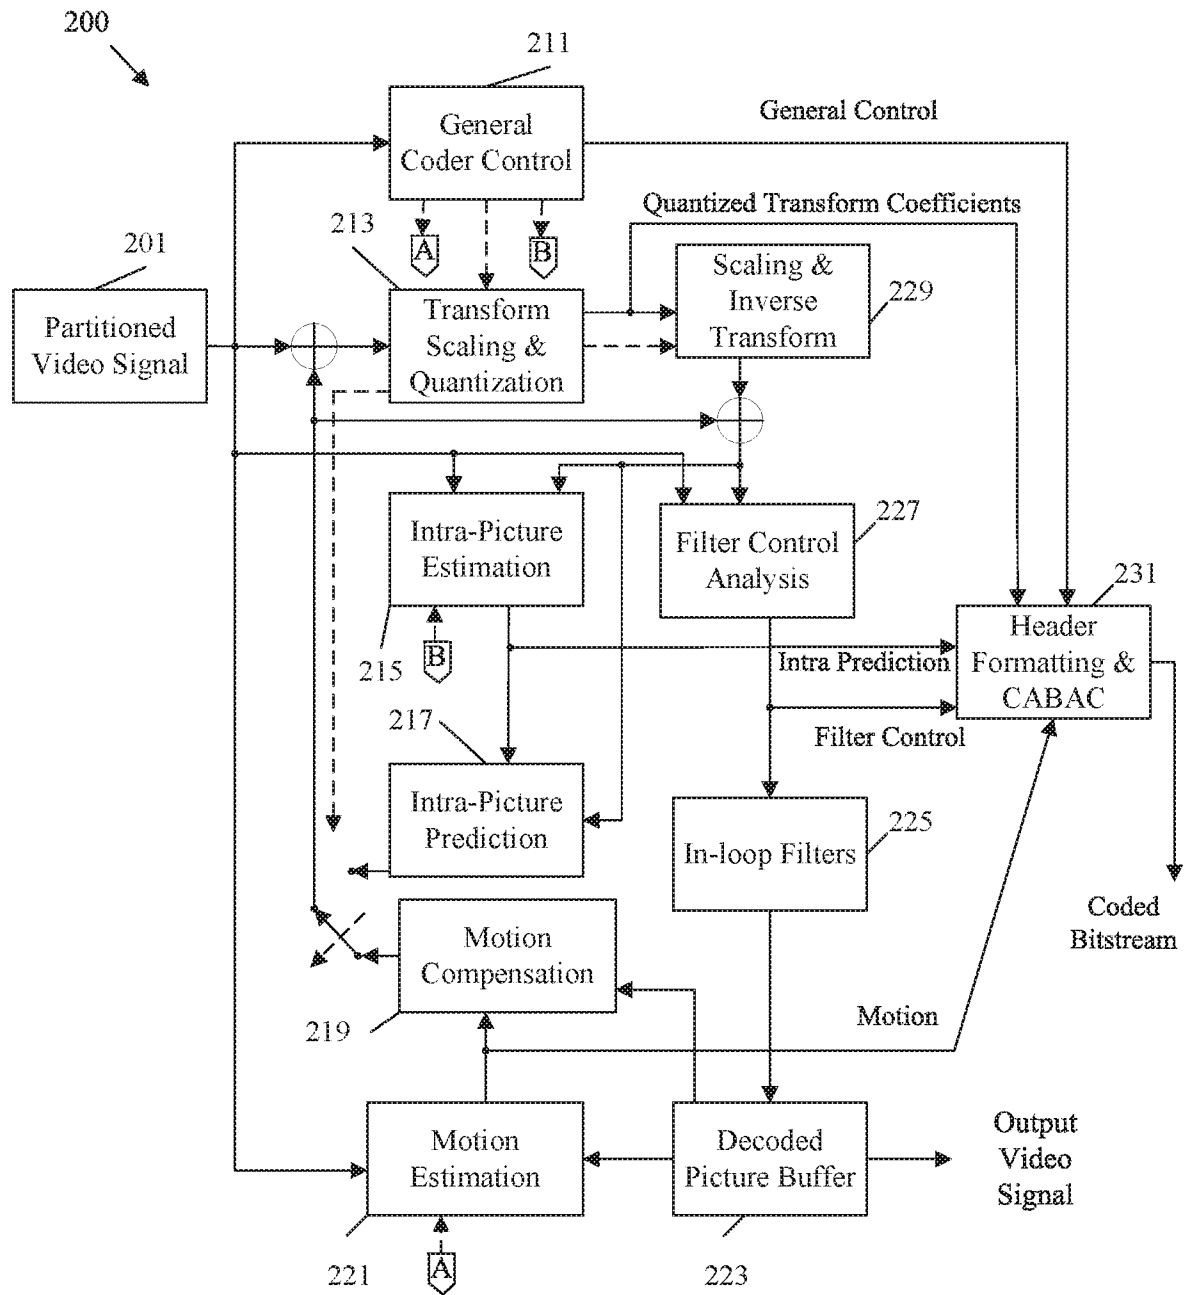 200
211
General
Coder Control
General Control
A
B
Quantized Transform Coefficients
213
201
Partitioned
Video Signal
Transform
Scaling &
Quantization
Scaling &
Inverse
Transform
229
Intra-Picture
Estimation
215
B
227
Filter Control
Analysis
231
Header
Formatting &
CABAC
Intra Prediction
Filter Control
217
Intra-Picture
Prediction
225
In-loop Filters
Coded
Bitstream
Motion
Compensation
219
Motion
Motion
Estimation
221
A
Decoded
Picture Buffer
223
Output
Video
Signal